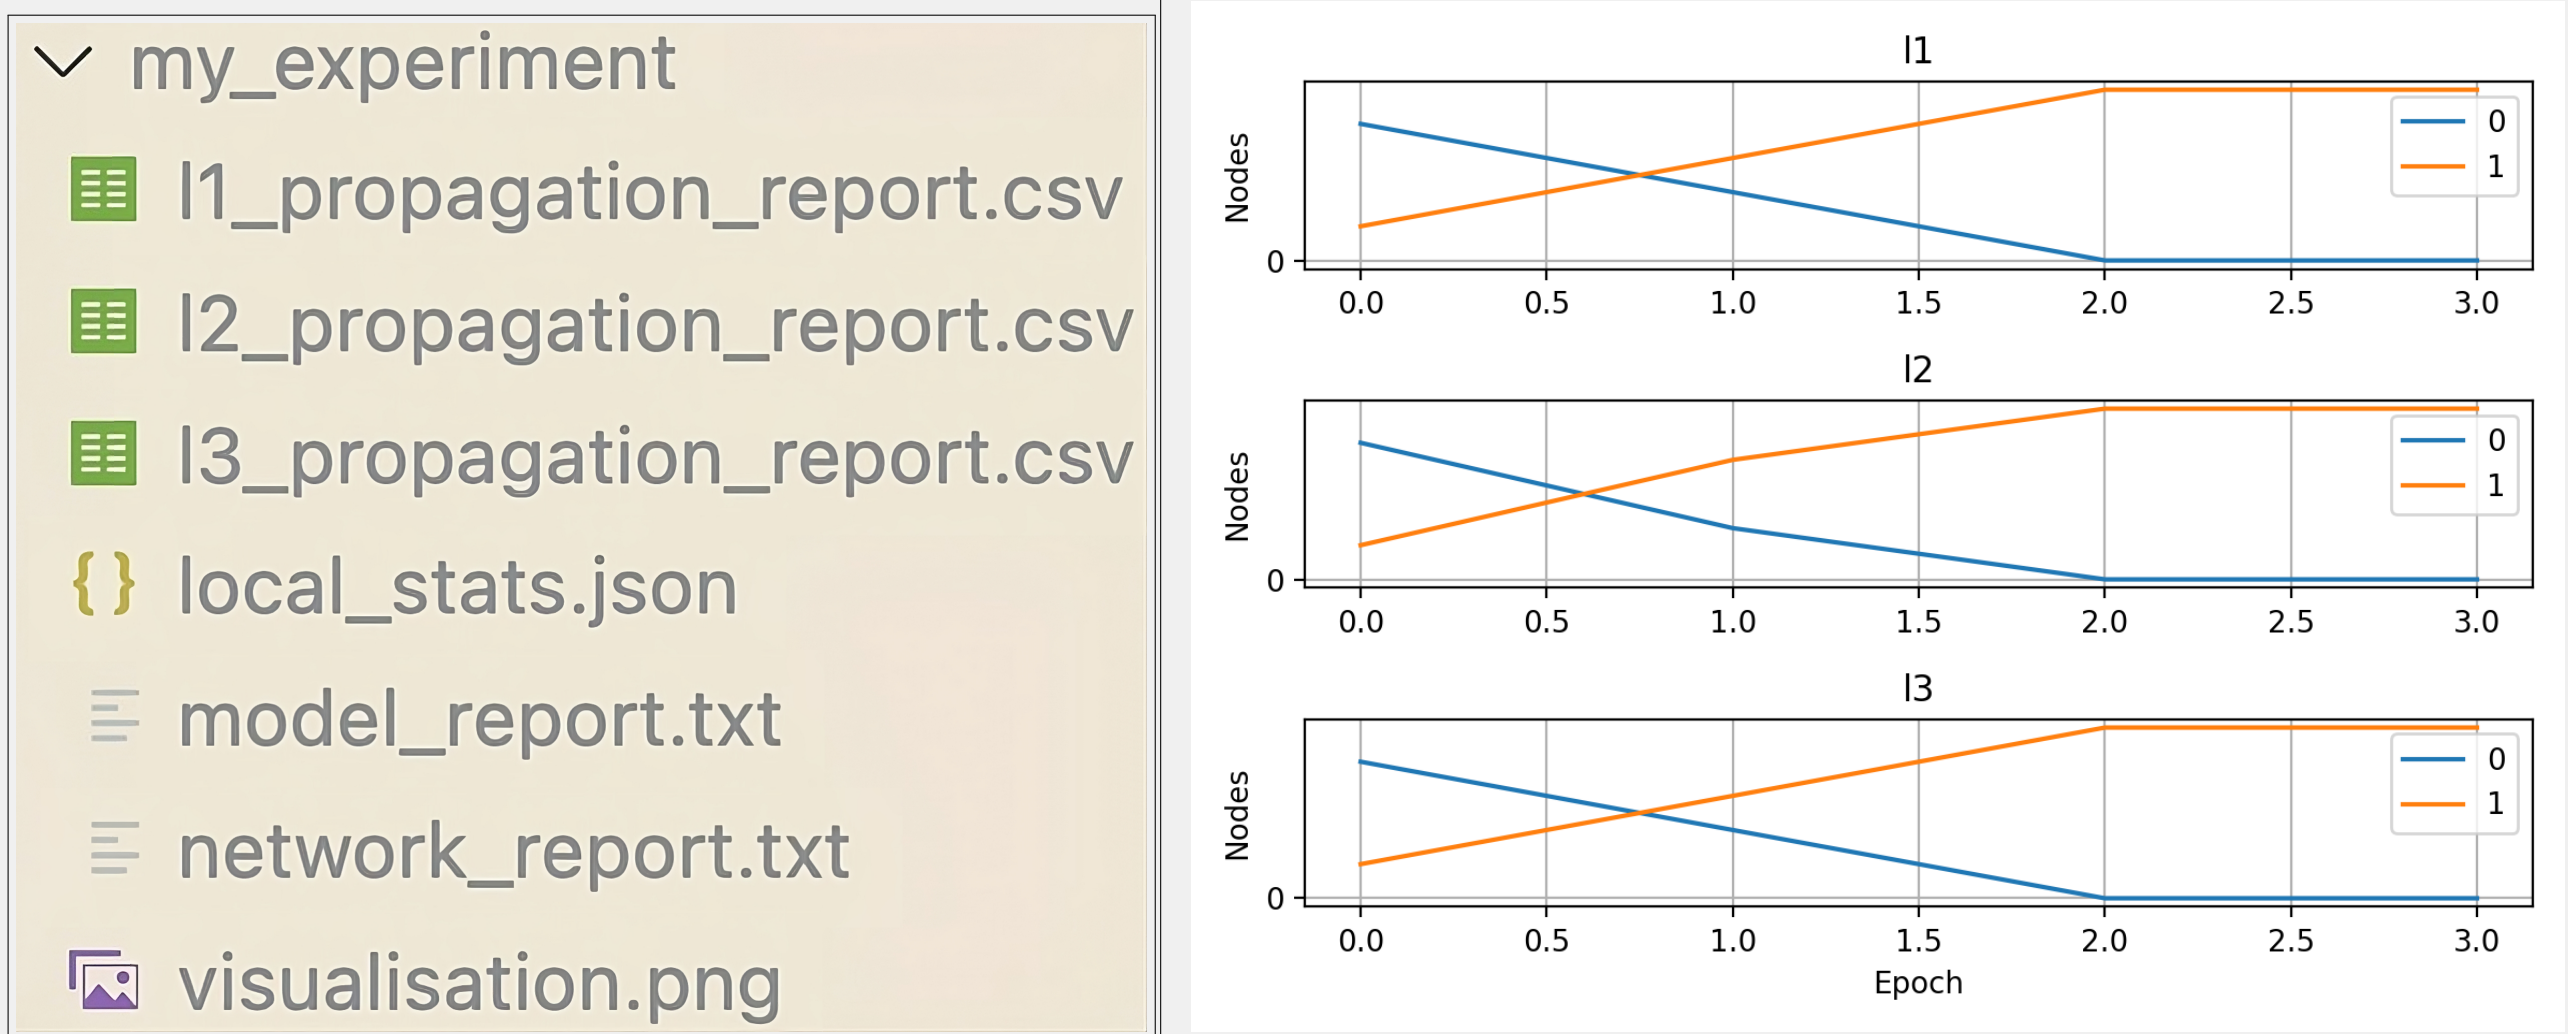 my_experiment
l1_propagation_report.csv
l2_propagation_report.csv
l3_propagation_report.csv
local_stats.json
model_report.txt
network_report.txt
visualisation.png
l1
Nodes
0
0.0 0.5 1.0 1.5 2.0 2.5 3.0
0
1
l2
Nodes
0
0.0 0.5 1.0 1.5 2.0 2.5 3.0
0
1
l3
Nodes
0
0.0 0.5 1.0 1.5 2.0 2.5 3.0
0
1
Epoch